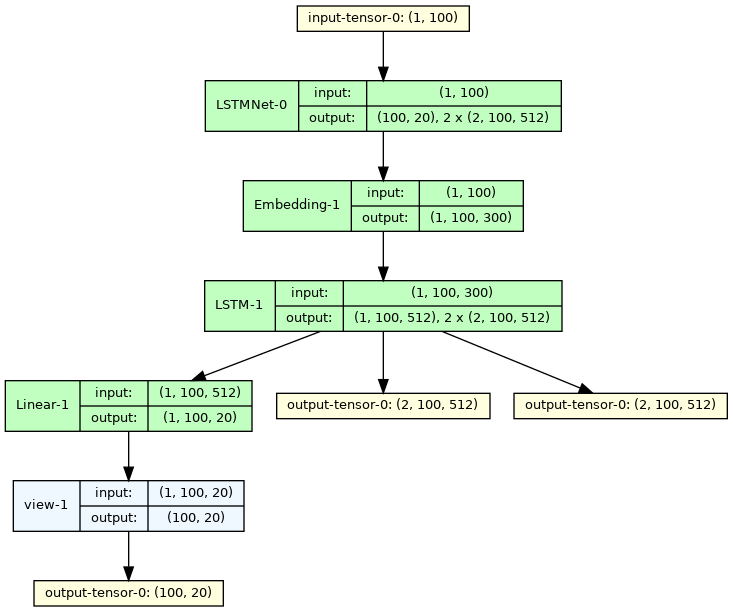 input-tensor-0: (1, 100)
LSTMNet-0
input: (1, 100)
output: (100, 20), 2 x (2, 100, 512)
Embedding-1
input: (1, 100)
output: (1, 100, 300)
LSTM-1
input: (1, 100, 300)
output: (1, 100, 512), 2 x (2, 100, 512)
Linear-1
input: (1, 100, 512)
output: (1, 100, 20)
output-tensor-0: (2, 100, 512)
output-tensor-0: (2, 100, 512)
view-1
input: (1, 100, 20)
output: (100, 20)
output-tensor-0: (100, 20)